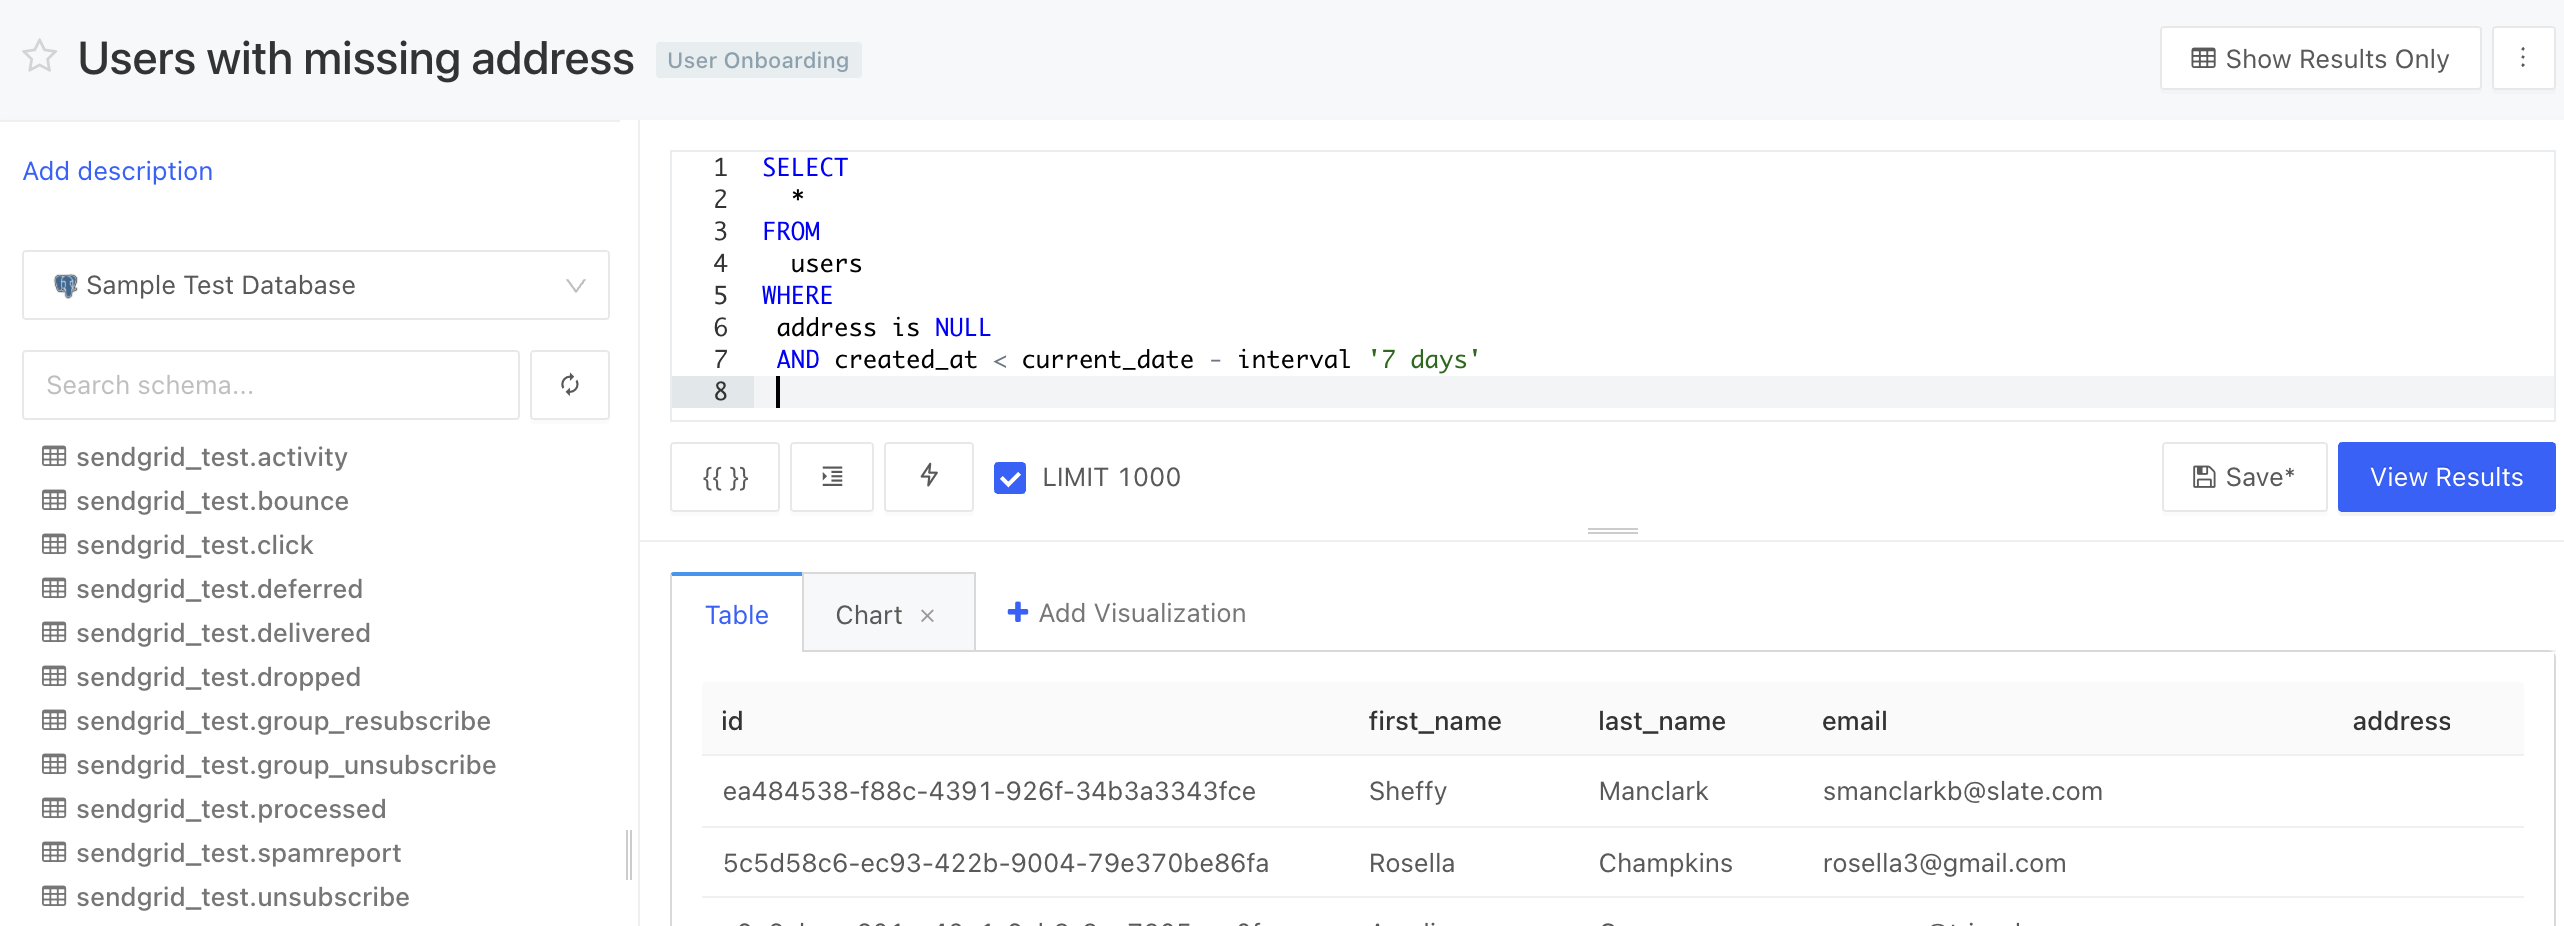 Users with missing address User Onboarding
Show Results Only
Add description
Sample Test Database
Search schema...
sendgrid_test.activity
sendgrid_test.bounce
sendgrid_test.click
sendgrid_test.deferred
sendgrid_test.delivered
sendgrid_test.dropped
sendgrid_test.group_resubscribe
sendgrid_test.group_unsubscribe
sendgrid_test.processed
sendgrid_test.spamreport
sendgrid_test.unsubscribe
1 SELECT
2 *
3 FROM
4 users
5 WHERE
6 address is NULL
7 AND created_at < current_date - interval '7 days'
8
{{ }} LIMIT 1000 Save* View Results
Table Chart × + Add Visualization
id first_name last_name email address
ea484538-f88c-4391-926f-34b3a3343fce Sheffy Manclark smanclarkb@slate.com
5c5d58c6-ec93-422b-9004-79e370be86fa Rosella Champkins rosella3@gmail.com